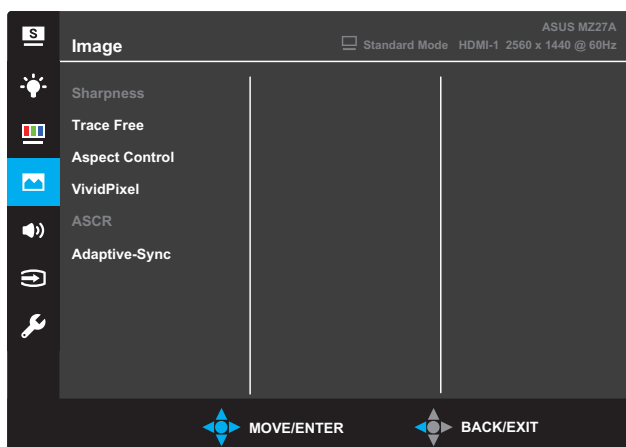 S
ASUS MZ27A
Image
Standard Mode HDMI-1 2560 x 1440 @ 60Hz
Sharpness
Trace Free
Aspect Control
VividPixel
ASCR
Adaptive-Sync
MOVE/ENTER BACK/EXIT